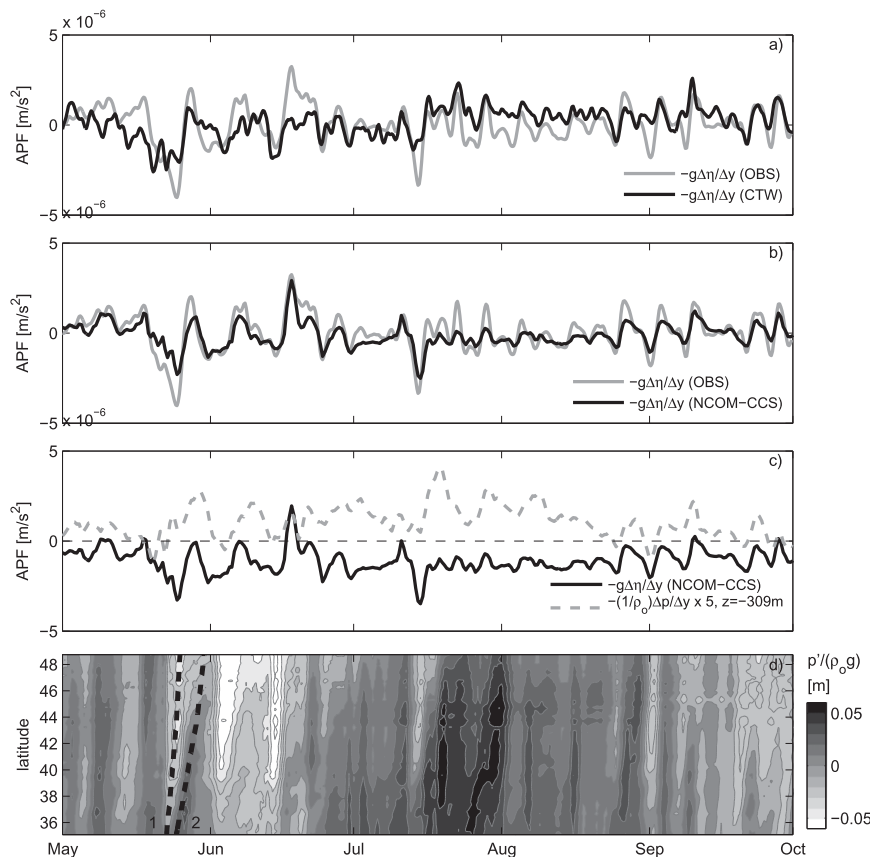 x 10⁻⁶
5
a)
APF [m/s²]
0
−gΔη/Δy (OBS)
−gΔη/Δy (CTW)
−5
x 10⁻⁶
5
b)
APF [m/s²]
0
−gΔη/Δy (OBS)
−gΔη/Δy (NCOM−CCS)
−5
x 10⁻⁶
5
c)
APF [m/s²]
0
−gΔη/Δy (NCOM−CCS)
−(1/ρₒ)Δp/Δy x 5, z=−309m
−5
48
d)
p'/(ρₒg)
46
[m]
44
0.05
latitude
42
40
0
38
36
1 2
−0.05
May Jun Jul Aug Sep Oct